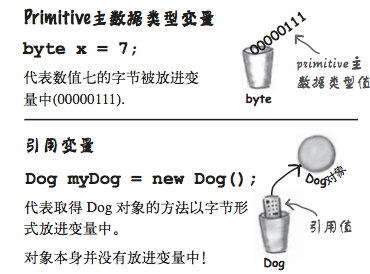 Primitive主数据类型变量
byte x = 7;
代表数值七的字节被放进变
量中(00000111).
00000111
primitive主
数据类型值
byte
引用变量
Dog myDog = new Dog();
代表取得 Dog 对象的方法以字节形
式放进变量中。
对象本身并没有放进变量中!
Dog对象
引用值
Dog